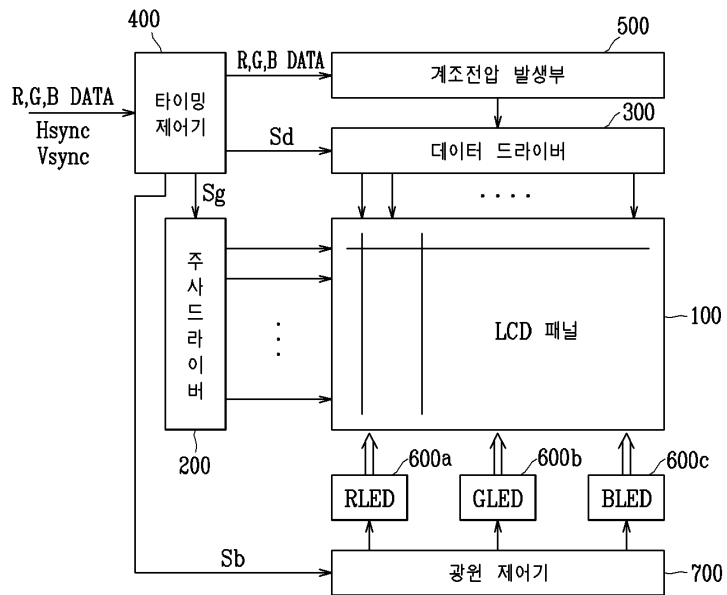 400
500
R,G,B DATA
R,G,B DATA
계조전압 발생부
타이밍
제어기
Hsync
Vsync
300
Sd
데이터 드라이버
Sg
주사드라이버
LCD 패널
100
200
600a
600b
600c
RLED
GLED
BLED
Sb
광원 제어기
700